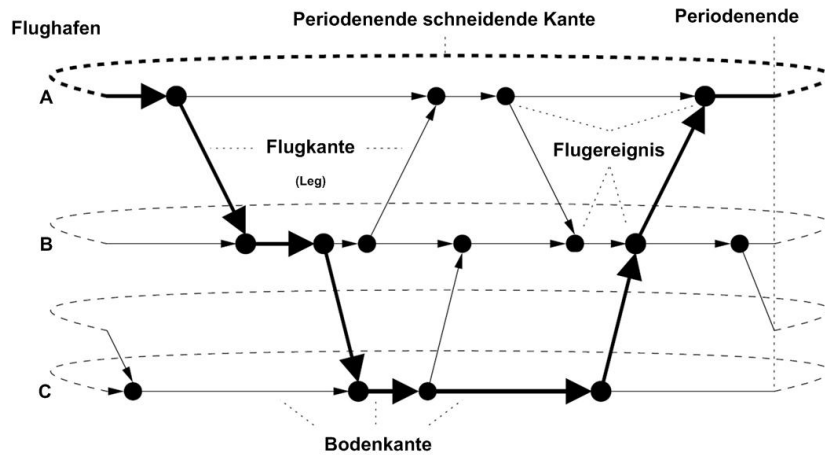 Periodenende schneidende Kante
Periodenende
Flughafen
A
Flugkante
(Leg)
Flugereignis
B
C
Bodenkante